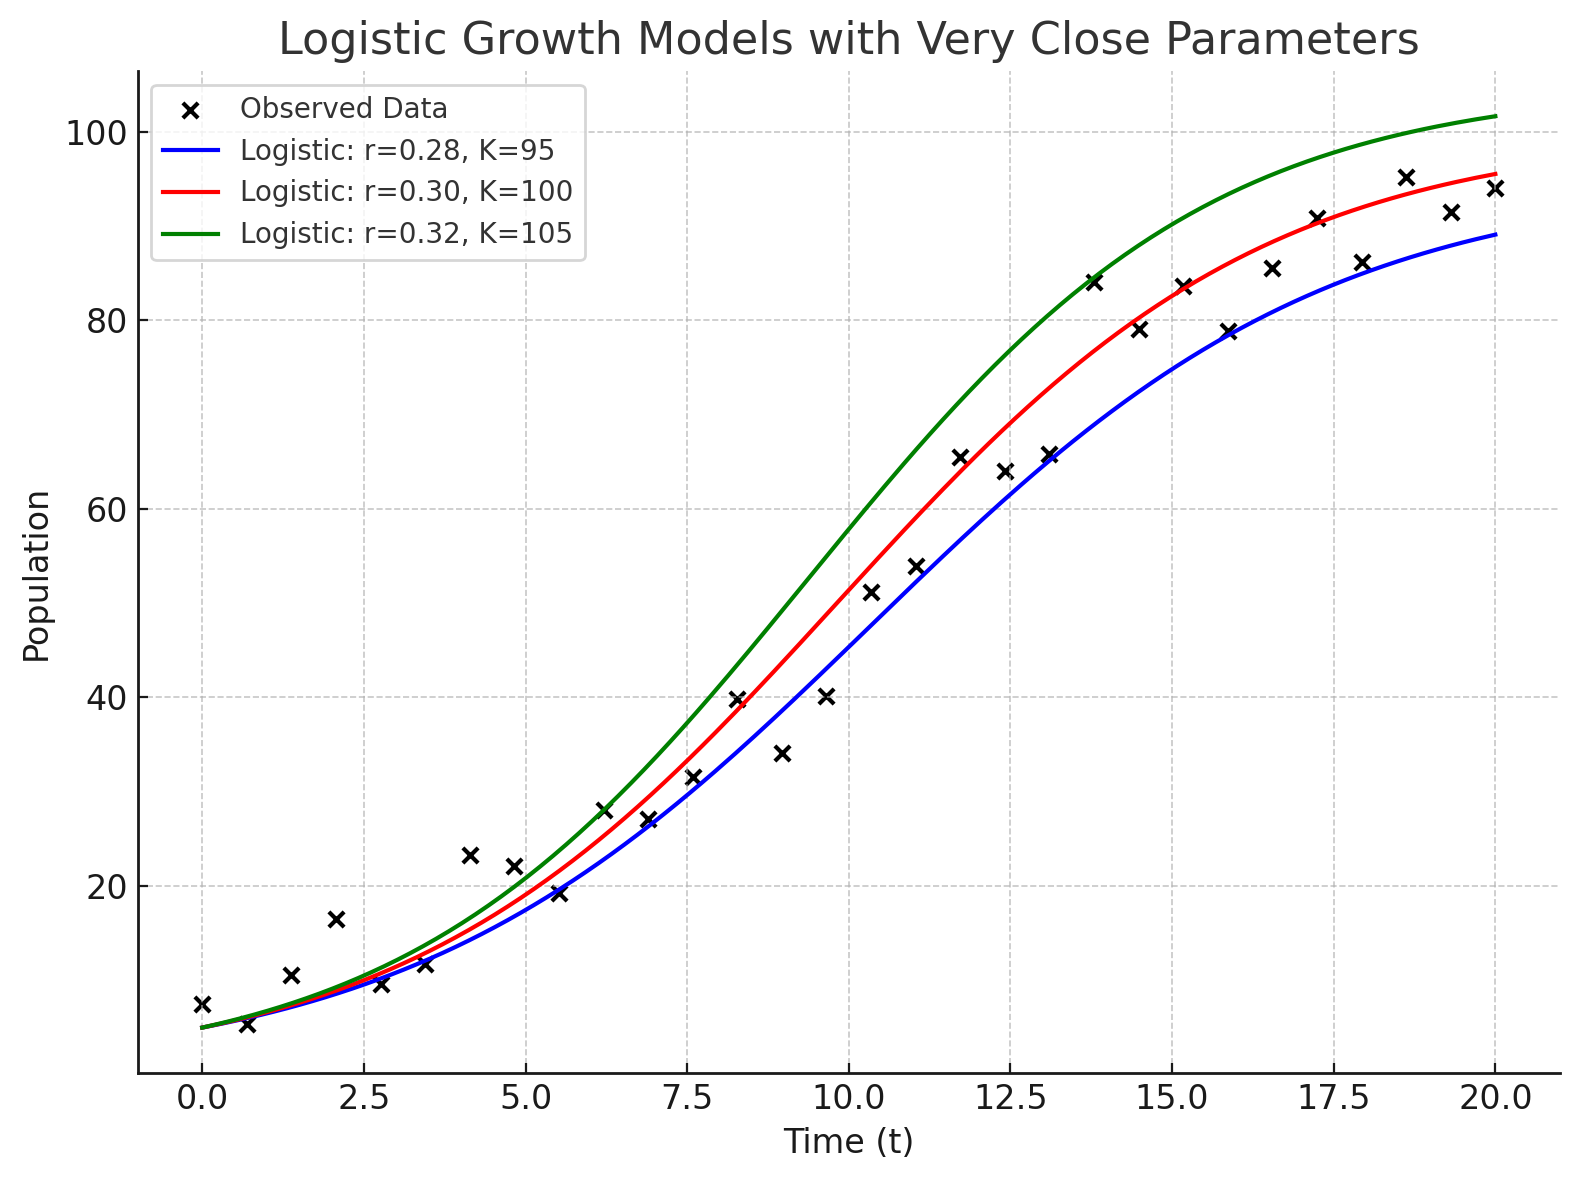 Logistic Growth Models with Very Close Parameters
Observed Data
Logistic: r=0.28, K=95
Logistic: r=0.30, K=100
Logistic: r=0.32, K=105
Population
100
80
60
40
20
0.0 2.5 5.0 7.5 10.0 12.5 15.0 17.5 20.0
Time (t)